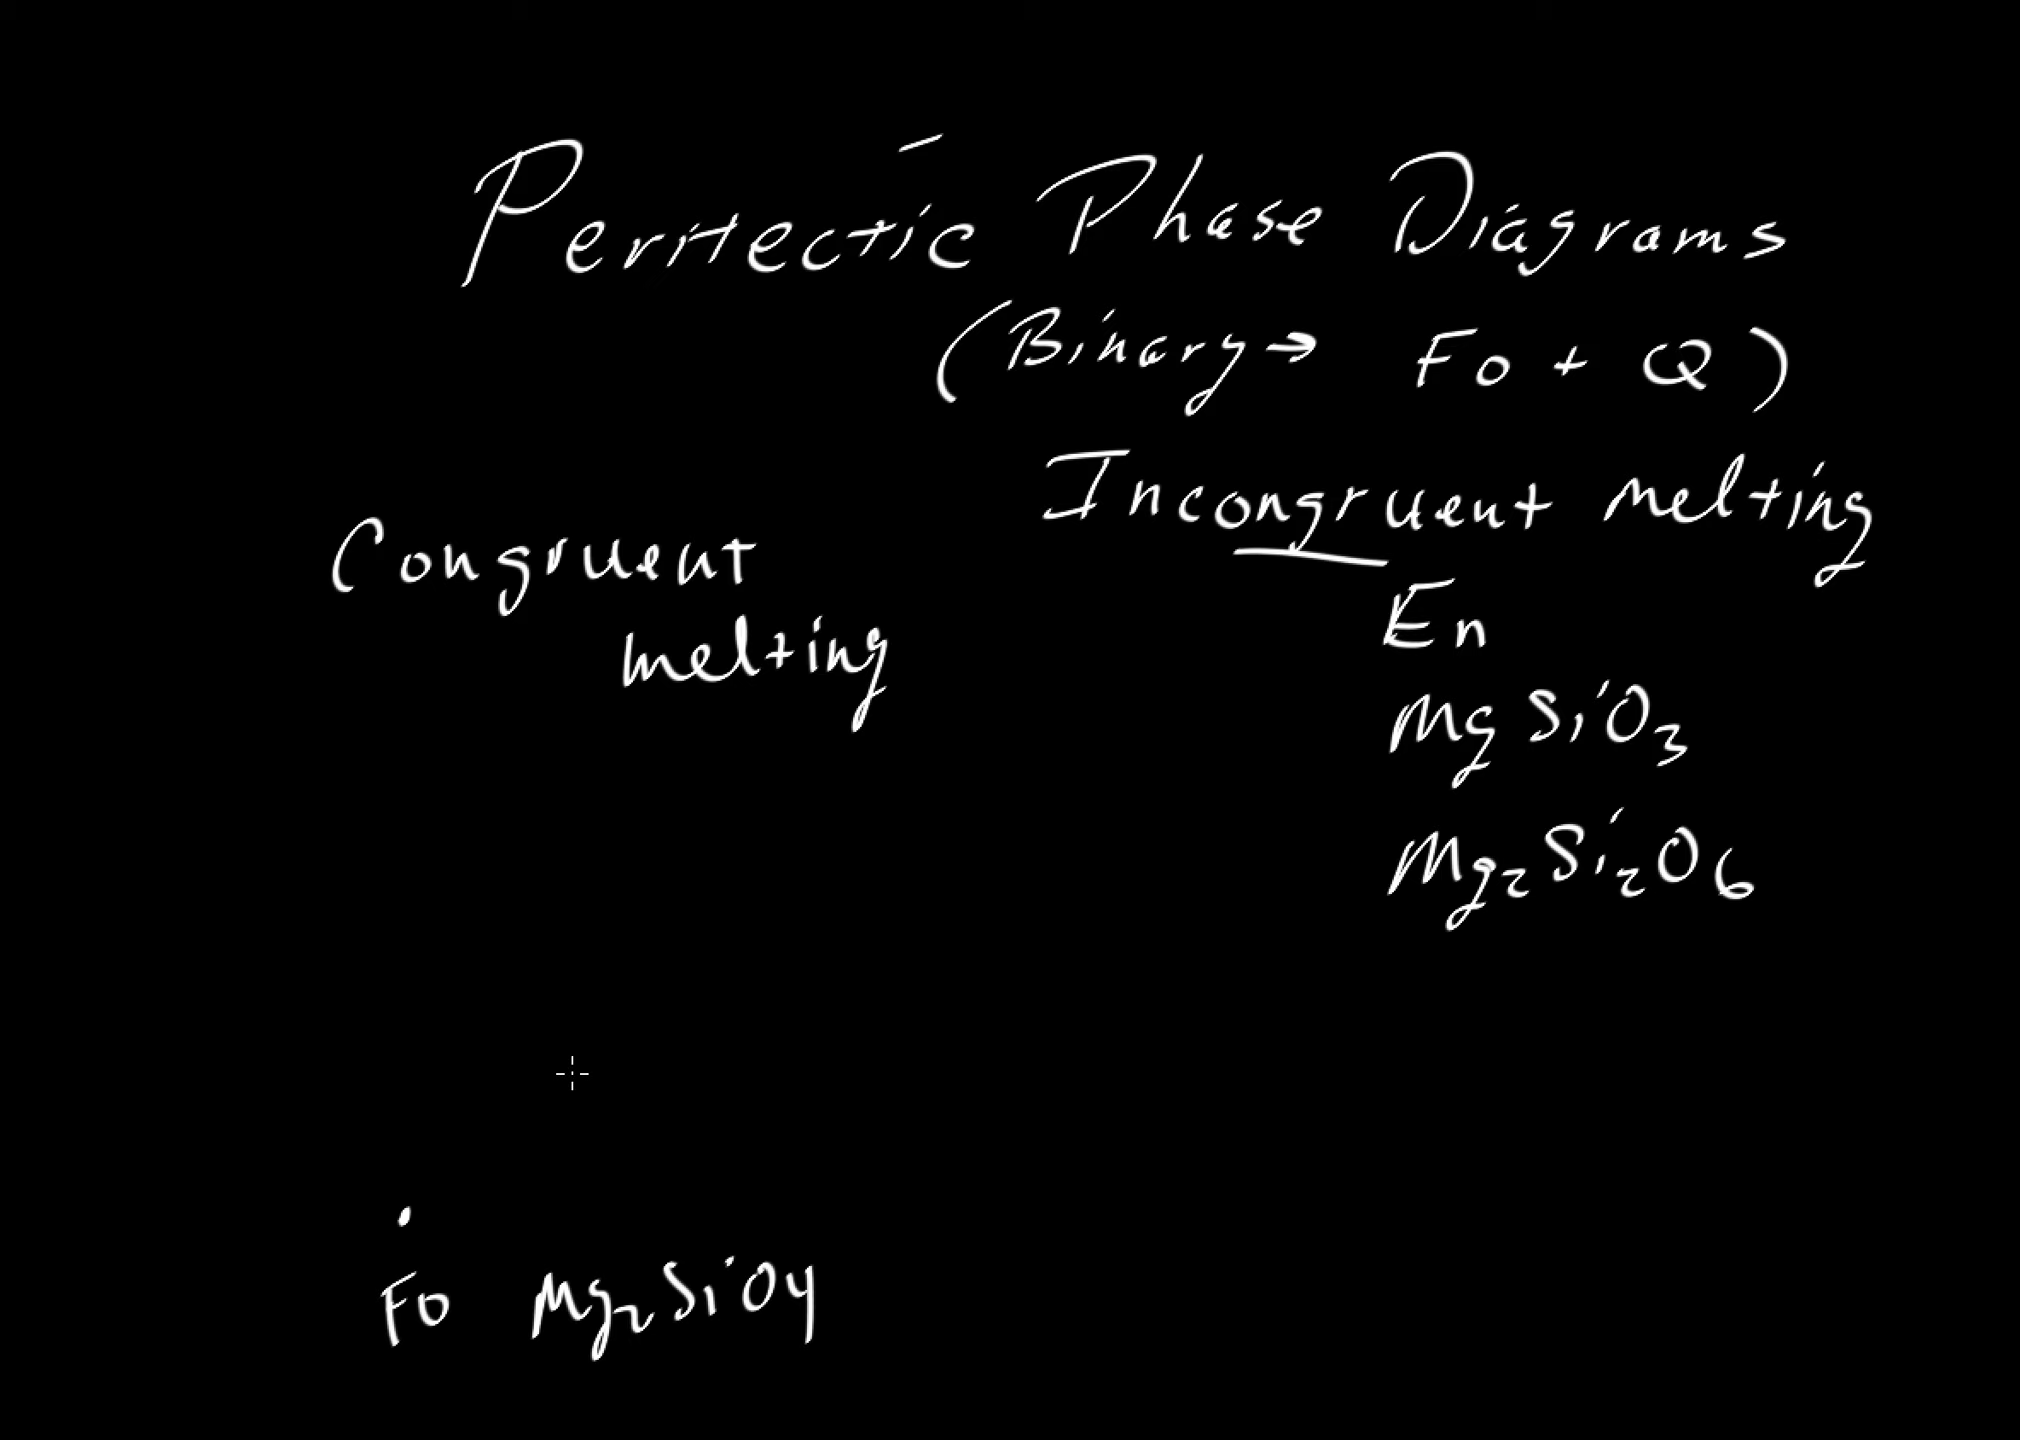 Peritectic Phase Diagrams
(Binary → Fo + Q)
Incongruent melting
Congruent
melting
En
MgSiO₃
Mg₂Si₂O₆
Fo Mg₂SiO₄